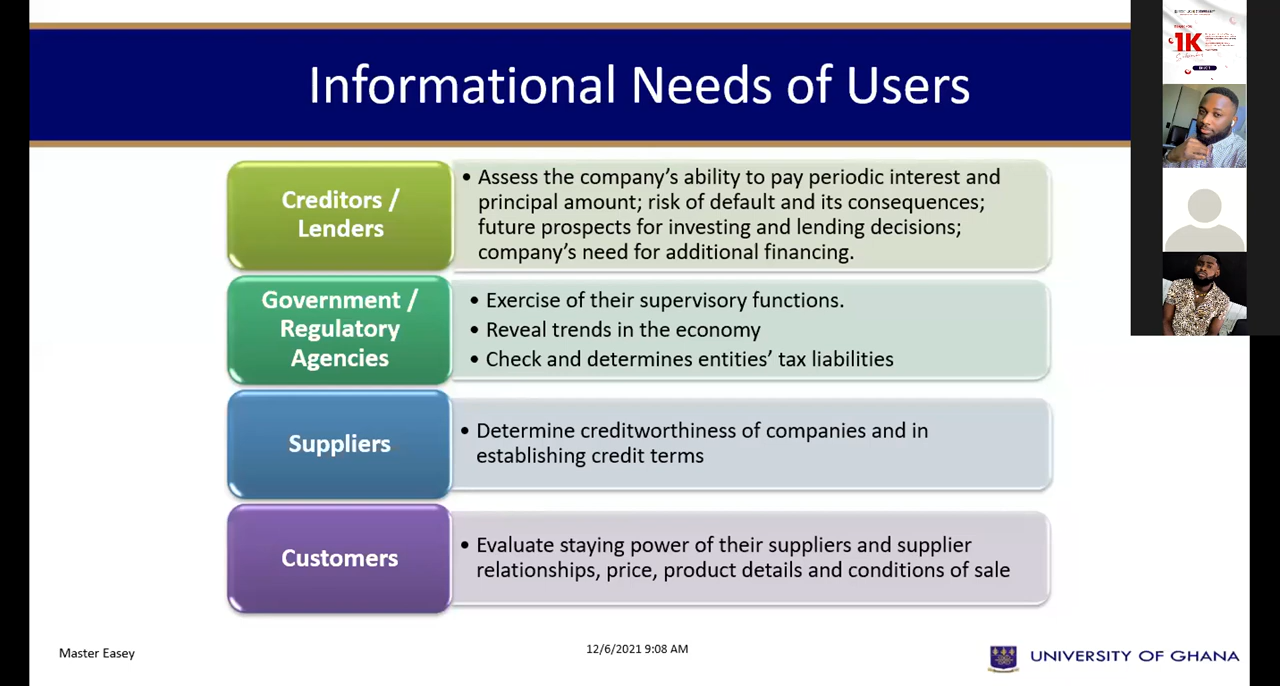 Informational Needs of Users
Creditors /
Lenders
• Assess the company’s ability to pay periodic interest and
principal amount; risk of default and its consequences;
future prospects for investing and lending decisions;
company’s need for additional financing.
Government /
Regulatory
Agencies
• Exercise of their supervisory functions.
• Reveal trends in the economy
• Check and determines entities’ tax liabilities
Suppliers
• Determine creditworthiness of companies and in
establishing credit terms
Customers
• Evaluate staying power of their suppliers and supplier
relationships, price, product details and conditions of sale
Master Easey
12/6/2021 9:08 AM
UNIVERSITY OF GHANA
1K